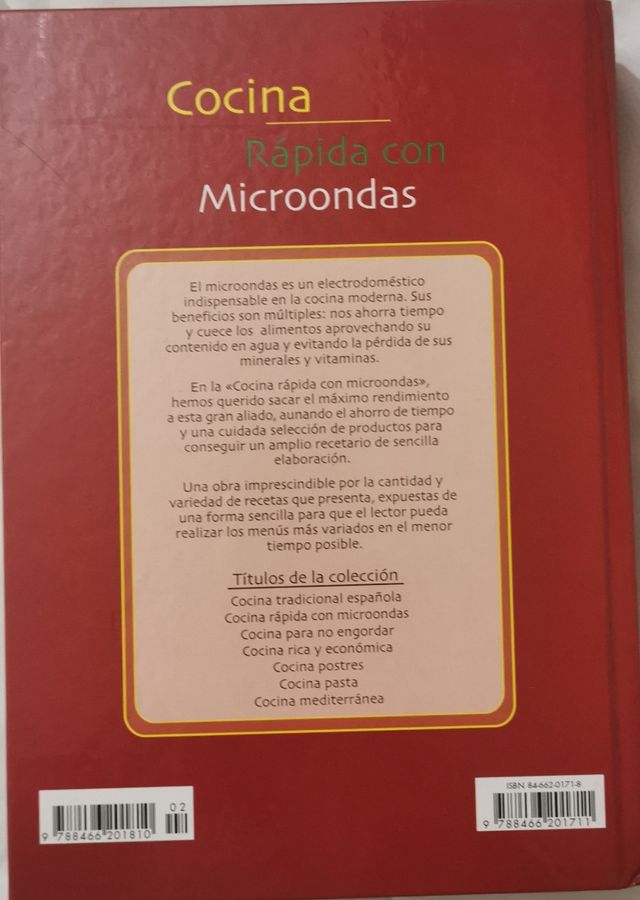 Cocina
Rápida con
Microondas
El microondas es un electrodoméstico
indispensable en la cocina moderna. Sus
beneficios son múltiples: nos ahorra tiempo
y cuece los alimentos aprovechando su
contenido en agua y evitando la pérdida de sus
minerales y vitaminas.
En la «Cocina rápida con microondas»,
hemos querido sacar el máximo rendimiento
a esta gran aliado, aunando el ahorro de tiempo
y una cuidada selección de productos para
conseguir un amplio recetario de sencilla
elaboración.
Una obra imprescindible por la cantidad y
variedad de recetas que presenta, expuestas de
una forma sencilla para que el lector pueda
realizar los menús más variados en el menor
tiempo posible.
Títulos de la colección
Cocina tradicional española
Cocina rápida con microondas
Cocina para no engordar
Cocina rica y económica
Cocina postres
Cocina pasta
Cocina mediterránea
02
9 788466 201810
ISBN: 84-662-0171-8
9 788466 201711